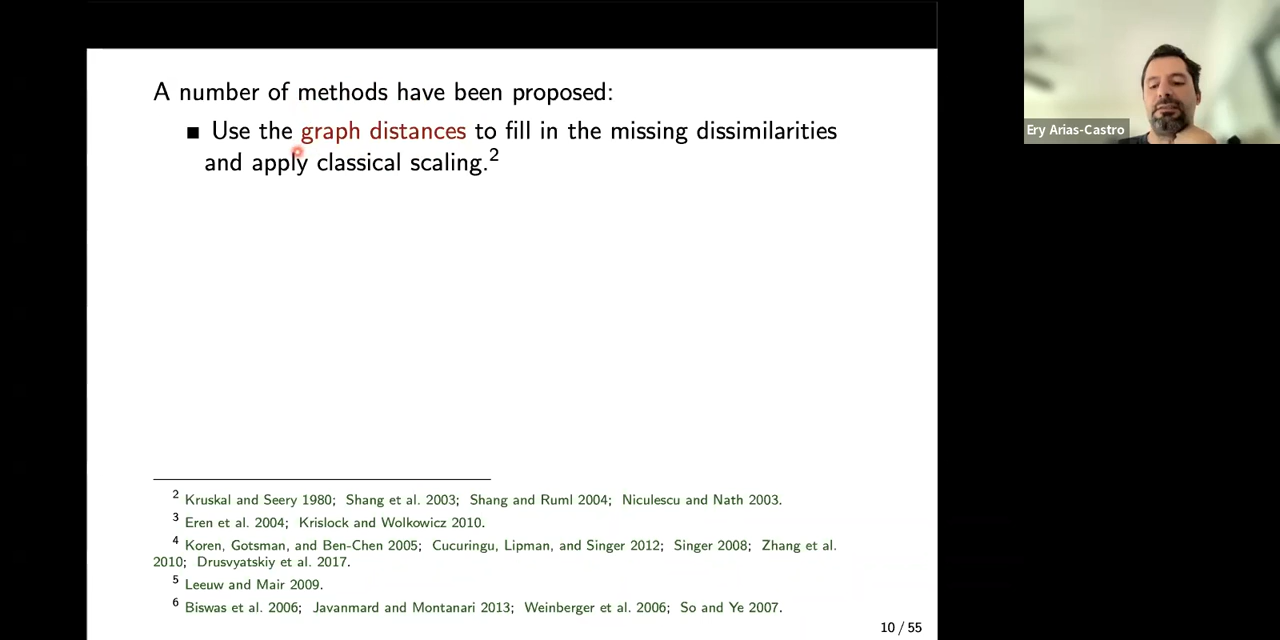 A number of methods have been proposed:
■ Use the graph distances to fill in the missing dissimilarities
and apply classical scaling.2
Ery Arias-Castro
2 Kruskal and Seery 1980; Shang et al. 2003; Shang and Ruml 2004; Niculescu and Nath 2003.
3 Eren et al. 2004; Krislock and Wolkowicz 2010.
4 Koren, Gotsman, and Ben-Chen 2005; Cucuringu, Lipman, and Singer 2012; Singer 2008; Zhang et al.
2010; Drusvyatskiy et al. 2017.
5 Leeuw and Mair 2009.
6 Biswas et al. 2006; Javanmard and Montanari 2013; Weinberger et al. 2006; So and Ye 2007.
10 / 55